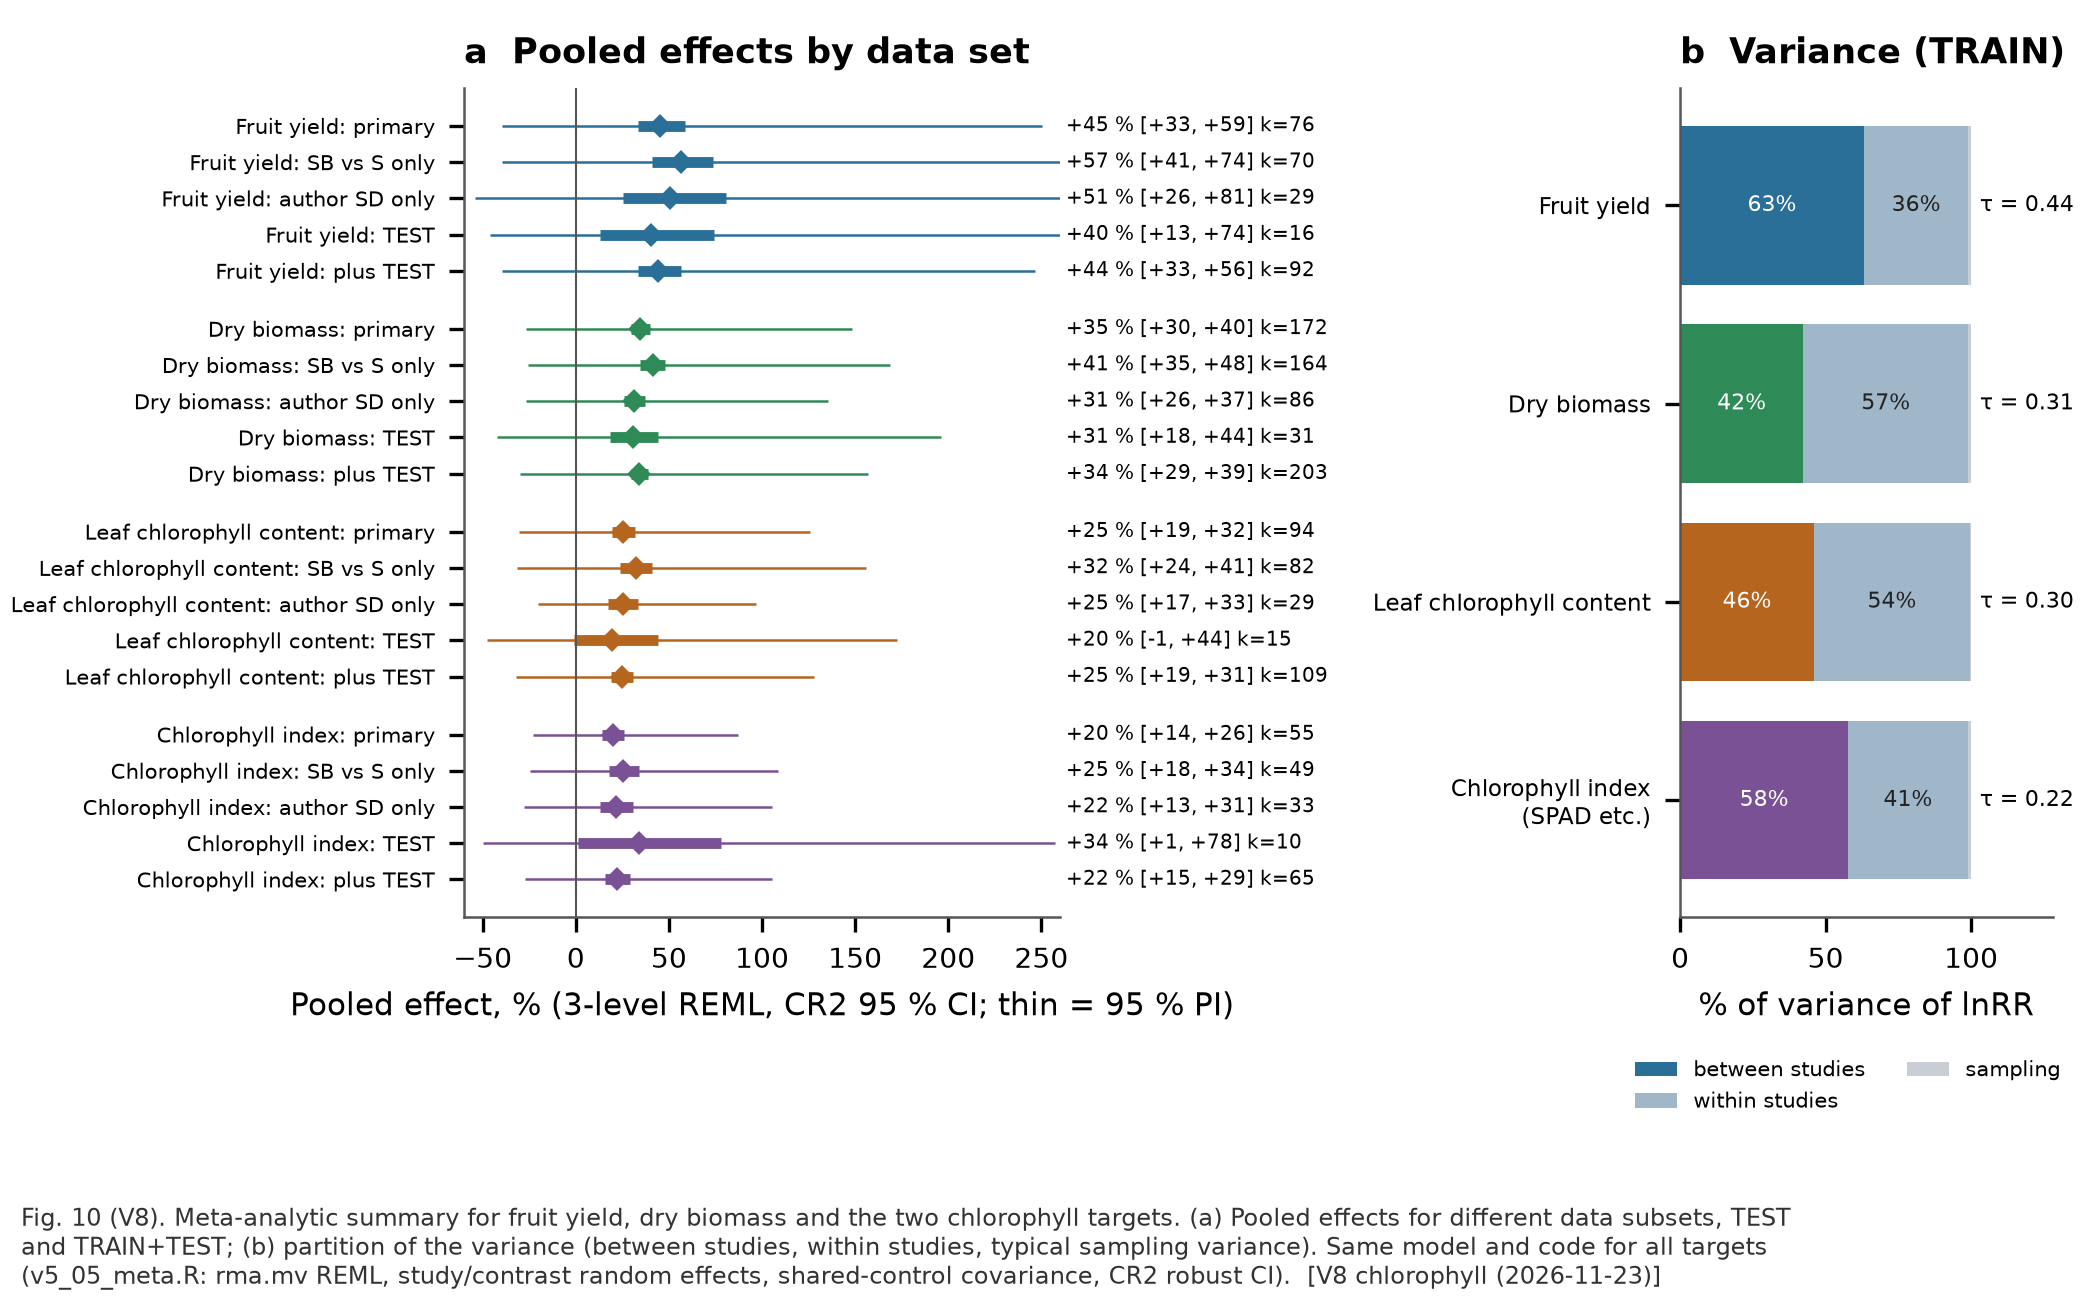 a  Pooled effects by data set
Fruit yield: primary
+45 % [+33, +59] k=76
Fruit yield: SB vs S only
+57 % [+41, +74] k=70
Fruit yield: author SD only
+51 % [+26, +81] k=29
Fruit yield: TEST
+40 % [+13, +74] k=16
Fruit yield: plus TEST
+44 % [+33, +56] k=92
Dry biomass: primary
+35 % [+30, +40] k=172
Dry biomass: SB vs S only
+41 % [+35, +48] k=164
Dry biomass: author SD only
+31 % [+26, +37] k=86
Dry biomass: TEST
+31 % [+18, +44] k=31
Dry biomass: plus TEST
+34 % [+29, +39] k=203
Leaf chlorophyll content: primary
+25 % [+19, +32] k=94
Leaf chlorophyll content: SB vs S only
+32 % [+24, +41] k=82
Leaf chlorophyll content: author SD only
+25 % [+17, +33] k=29
Leaf chlorophyll content: TEST
+20 % [-1, +44] k=15
Leaf chlorophyll content: plus TEST
+25 % [+19, +31] k=109
Chlorophyll index: primary
+20 % [+14, +26] k=55
Chlorophyll index: SB vs S only
+25 % [+18, +34] k=49
Chlorophyll index: author SD only
+22 % [+13, +31] k=33
Chlorophyll index: TEST
+34 % [+1, +78] k=10
Chlorophyll index: plus TEST
+22 % [+15, +29] k=65
−50 0 50 100 150 200 250
Pooled effect, % (3-level REML, CR2 95 % CI; thin = 95 % PI)
b  Variance (TRAIN)
Fruit yield
63% 36% τ = 0.44
Dry biomass
42% 57% τ = 0.31
Leaf chlorophyll content
46% 54% τ = 0.30
Chlorophyll index
(SPAD etc.)
58% 41% τ = 0.22
0 50 100
% of variance of lnRR
between studies
within studies
sampling
Fig. 10 (V8). Meta-analytic summary for fruit yield, dry biomass and the two chlorophyll targets. (a) Pooled effects for different data subsets, TEST
and TRAIN+TEST; (b) partition of the variance (between studies, within studies, typical sampling variance). Same model and code for all targets
(v5_05_meta.R: rma.mv REML, study/contrast random effects, shared-control covariance, CR2 robust CI).  [V8 chlorophyll (2026-11-23)]